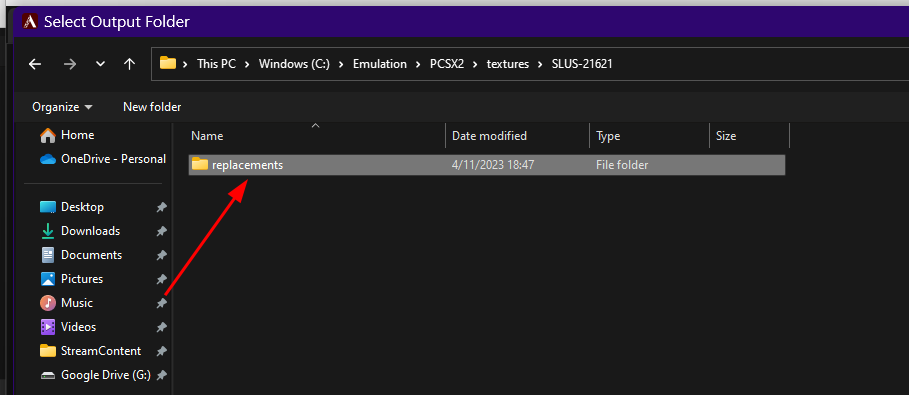 Select Output Folder
This PC > Windows (C:) > Emulation > PCSX2 > textures > SLUS-21621
Organize New folder
Name Date modified Type Size
Home
OneDrive - Personal
replacements 4/11/2023 18:47 File folder
Desktop
Downloads
Documents
Pictures
Music
Videos
StreamContent
Google Drive (G:)